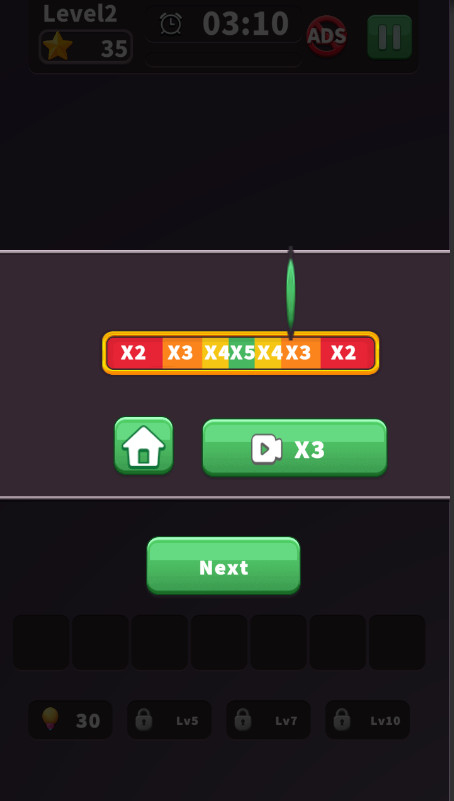 Level2
35
03:10
ADS
X2 X3 X4 X5 X4 X3 X2
X3
Next
30
Lv5
Lv7
Lv10